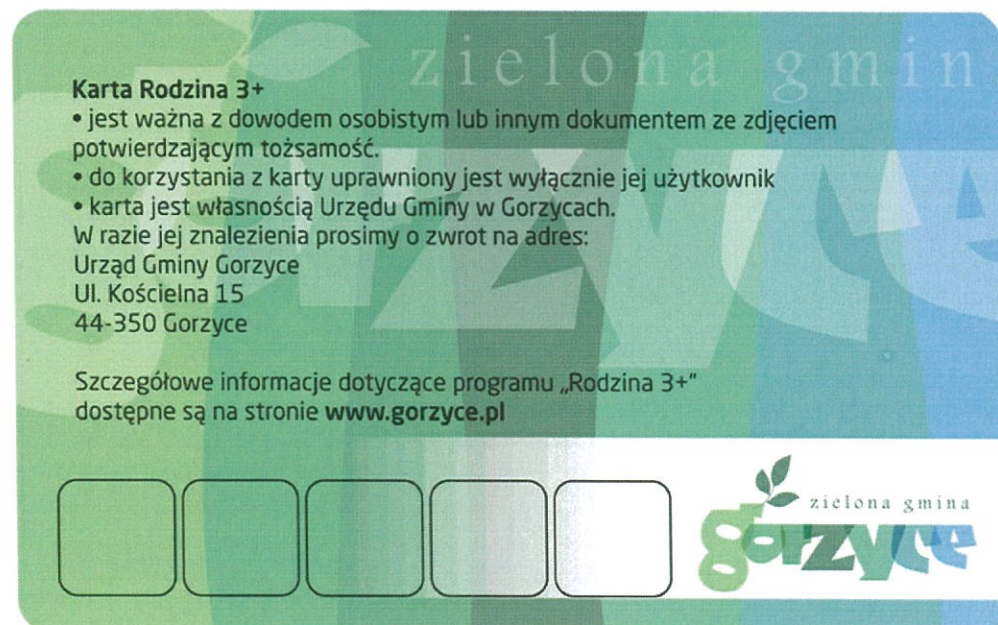 zielona gmin
Karta Rodzina 3+
• jest ważna z dowodem osobistym lub innym dokumentem ze zdjęciem
potwierdzającym tożsamość.
• do korzystania z karty uprawniony jest wyłącznie jej użytkownik
• karta jest własnością Urzędu Gminy w Gorzycach.
W razie jej znalezienia prosimy o zwrot na adres:
Urząd Gminy Gorzyce
Ul. Kościelna 15
44-350 Gorzyce
gorzyce
Szczegółowe informacje dotyczące programu „Rodzina 3+"
dostępne są na stronie www.gorzyce.pl
zielona gmina
gorzyce